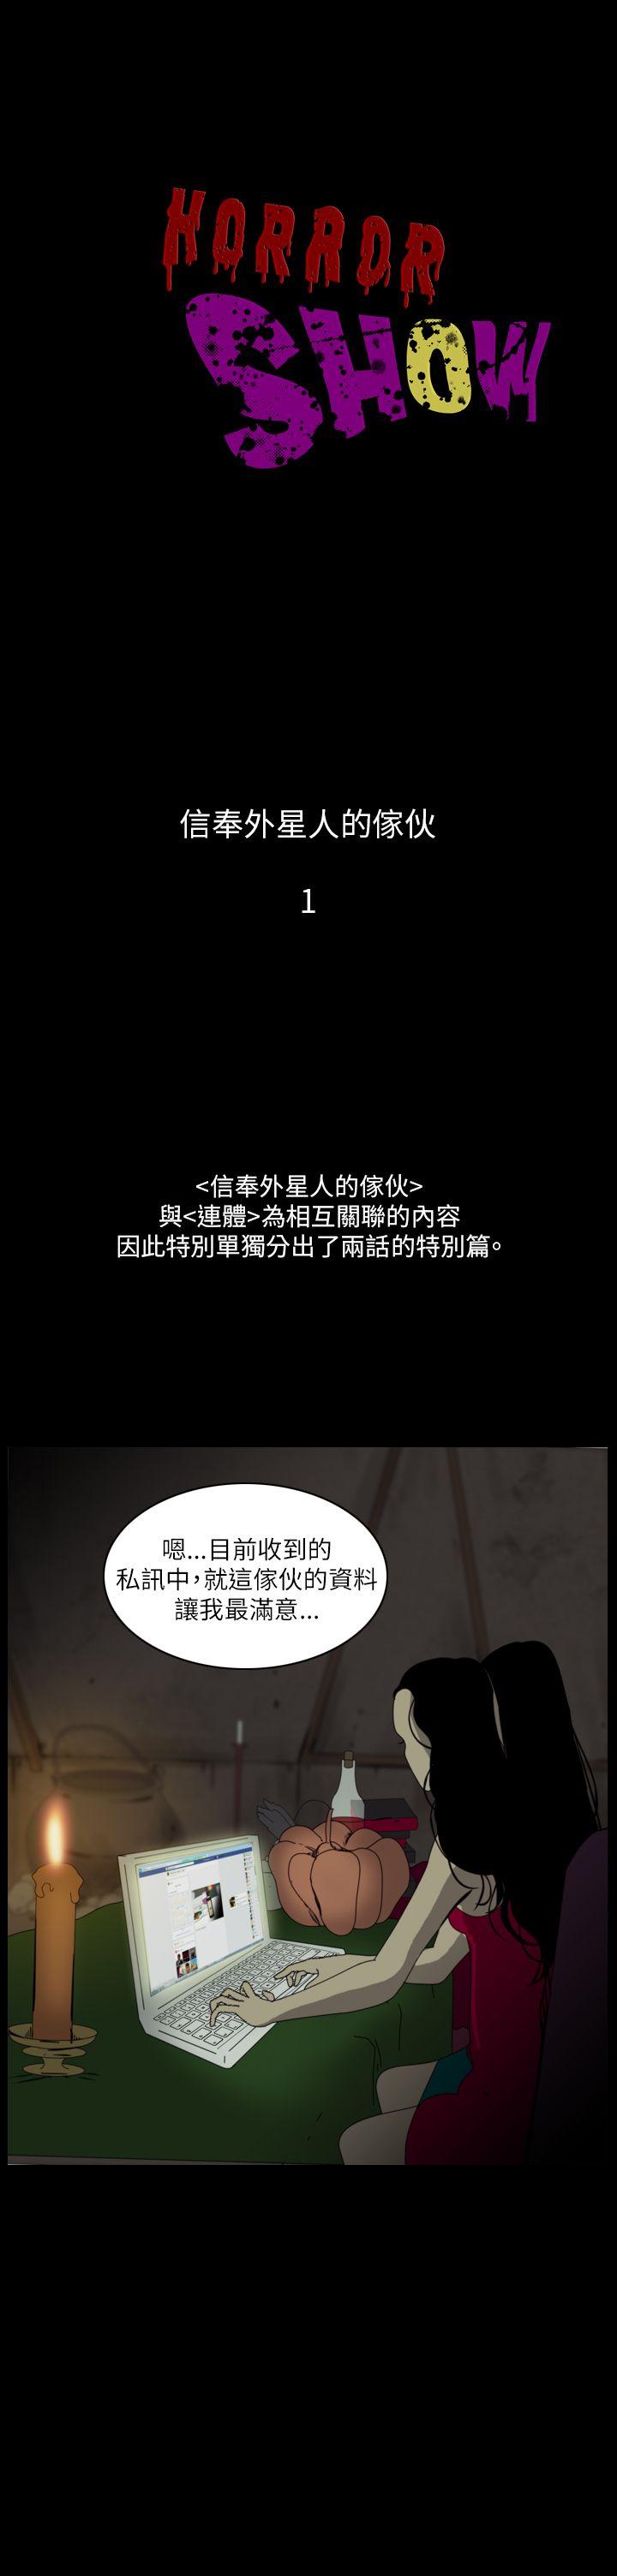 HORROR
SHOW
信奉外星人的傢伙
1
<信奉外星人的傢伙>
與<連體>為相互關聯的內容
因此特別單獨分出了兩話的特別篇。
嗯...目前收到的
私訊中，就這傢伙的資料
讓我最滿意...